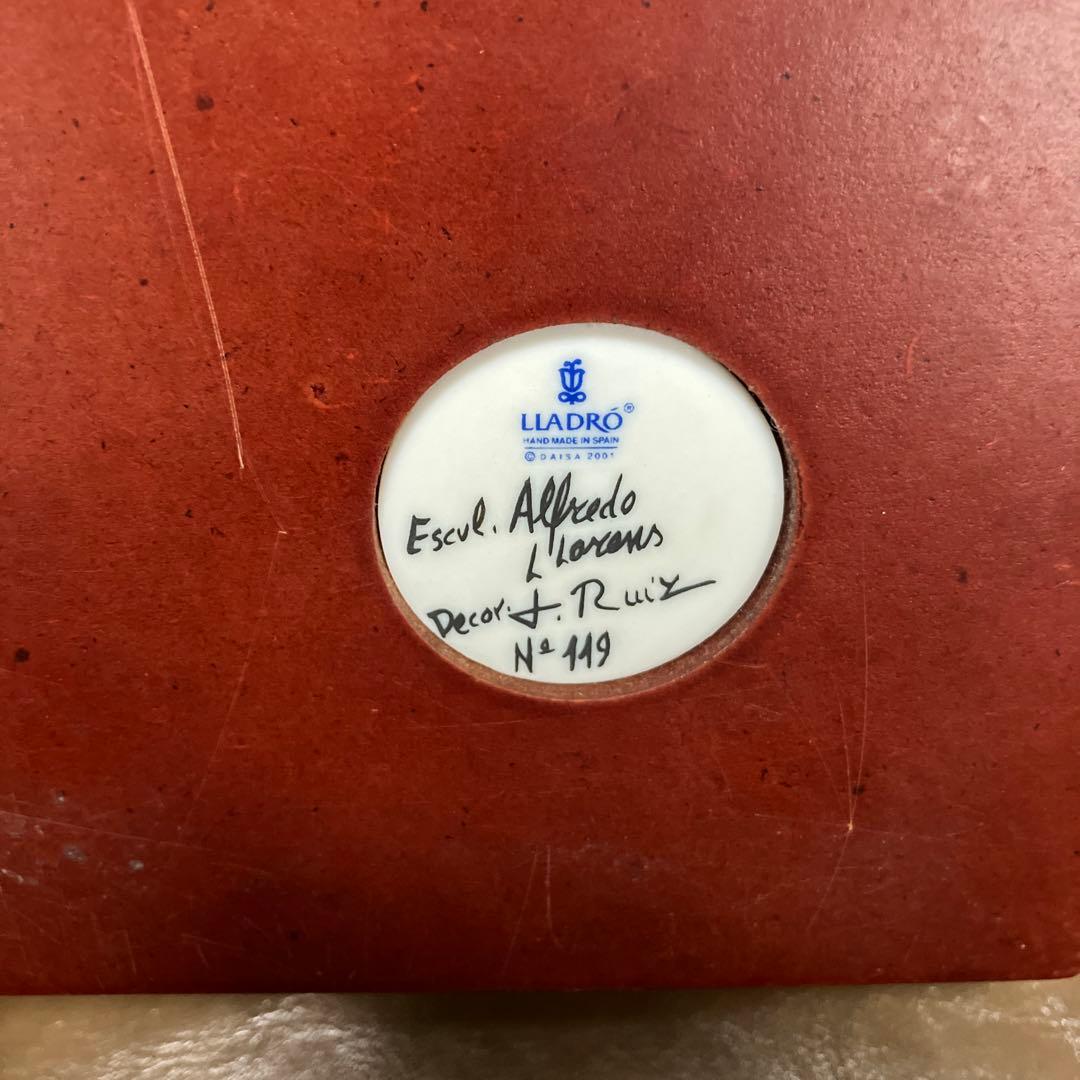 LLADRÓ®
HAND MADE IN SPAIN
© DAISA 2001
Escul. Alfredo
Llorens
Decor. J. Ruiz
Nº 119